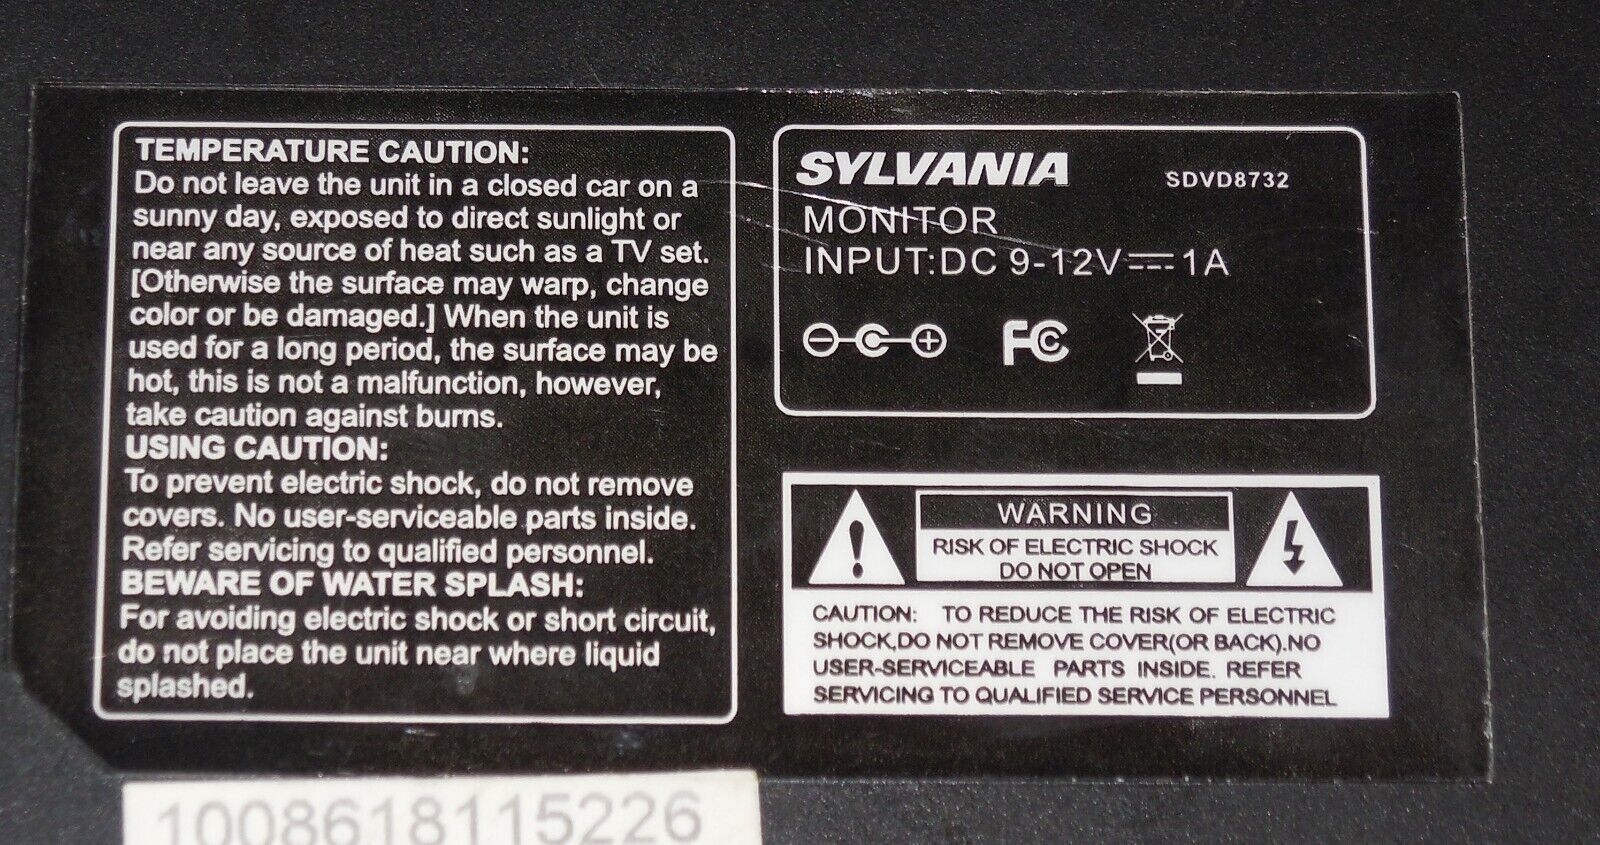 TEMPERATURE CAUTION:
Do not leave the unit in a closed car on a
sunny day, exposed to direct sunlight or
near any source of heat such as a TV set.
[Otherwise the surface may warp, change
color or be damaged.] When the unit is
used for a long period, the surface may be
hot, this is not a malfunction, however,
take caution against burns.
USING CAUTION:
To prevent electric shock, do not remove
covers. No user-serviceable parts inside.
Refer servicing to qualified personnel.
BEWARE OF WATER SPLASH:
For avoiding electric shock or short circuit,
do not place the unit near where liquid
splashed.
SYLVANIA SDVD8732
MONITOR
INPUT:DC 9-12V⎓1A
FC
WARNING
RISK OF ELECTRIC SHOCK
DO NOT OPEN
CAUTION: TO REDUCE THE RISK OF ELECTRIC
SHOCK,DO NOT REMOVE COVER(OR BACK).NO
USER-SERVICEABLE PARTS INSIDE. REFER
SERVICING TO QUALIFIED SERVICE PERSONNEL
1008618115226